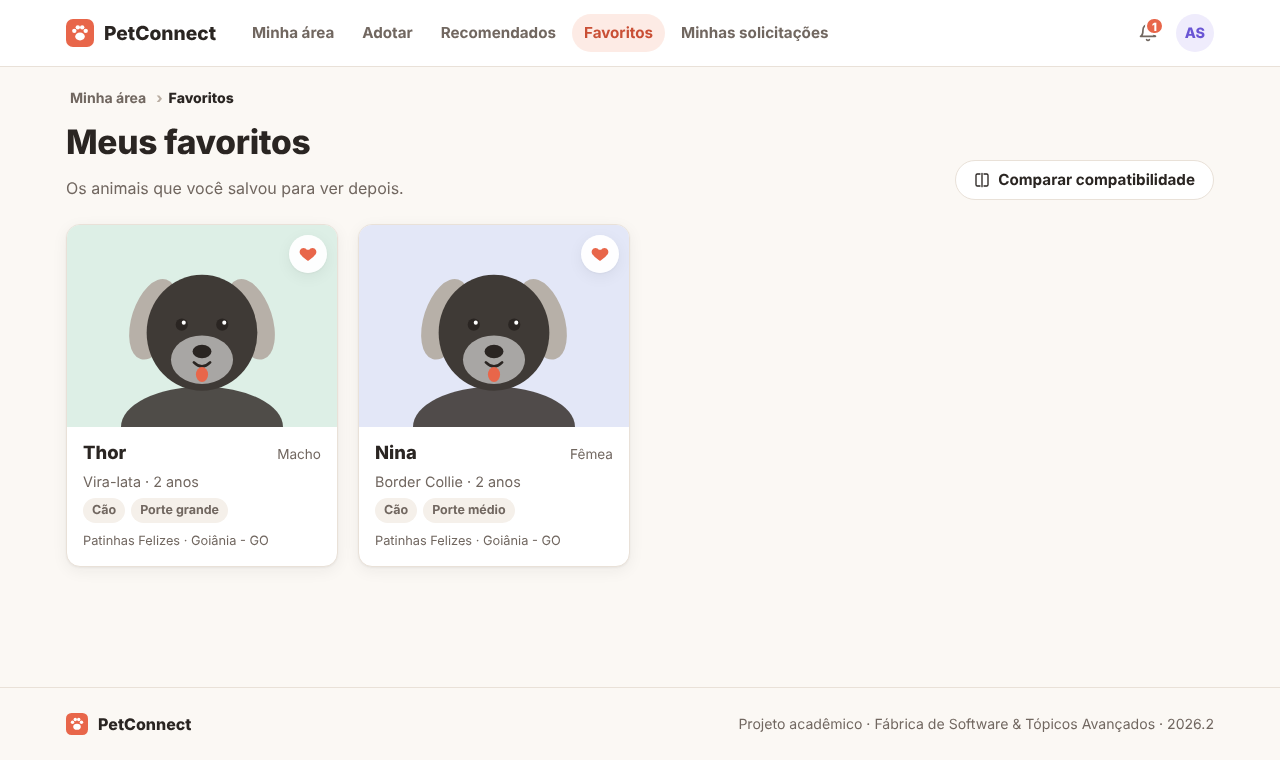 PetConnect
Minha área
Adotar
Recomendados
Favoritos
Minhas solicitações
1
AS
Minha área › Favoritos
Meus favoritos
Os animais que você salvou para ver depois.
Comparar compatibilidade
Thor
Macho
Vira-lata · 2 anos
Cão
Porte grande
Patinhas Felizes · Goiânia - GO
Nina
Fêmea
Border Collie · 2 anos
Cão
Porte médio
Patinhas Felizes · Goiânia - GO
PetConnect
Projeto acadêmico · Fábrica de Software & Tópicos Avançados · 2026.2